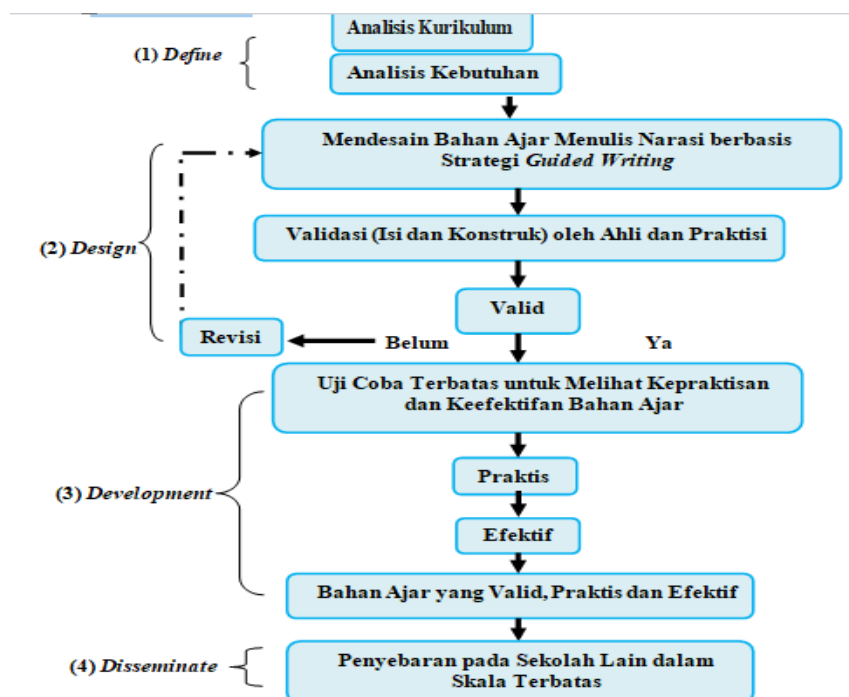 Analisis Kurikulum
(1) Define
Analisis Kebutuhan
Mendesain Bahan Ajar Menulis Narasi berbasis
Strategi Guided Writing
(2) Design
Validasi (Isi dan Konstruk) oleh Ahli dan Praktisi
Valid
Revisi
Belum
Ya
Uji Coba Terbatas untuk Melihat Kepraktisan
dan Keefektifan Bahan Ajar
(3) Development
Praktis
Efektif
Bahan Ajar yang Valid, Praktis dan Efektif
(4) Disseminate
Penyebaran pada Sekolah Lain dalam
Skala Terbatas